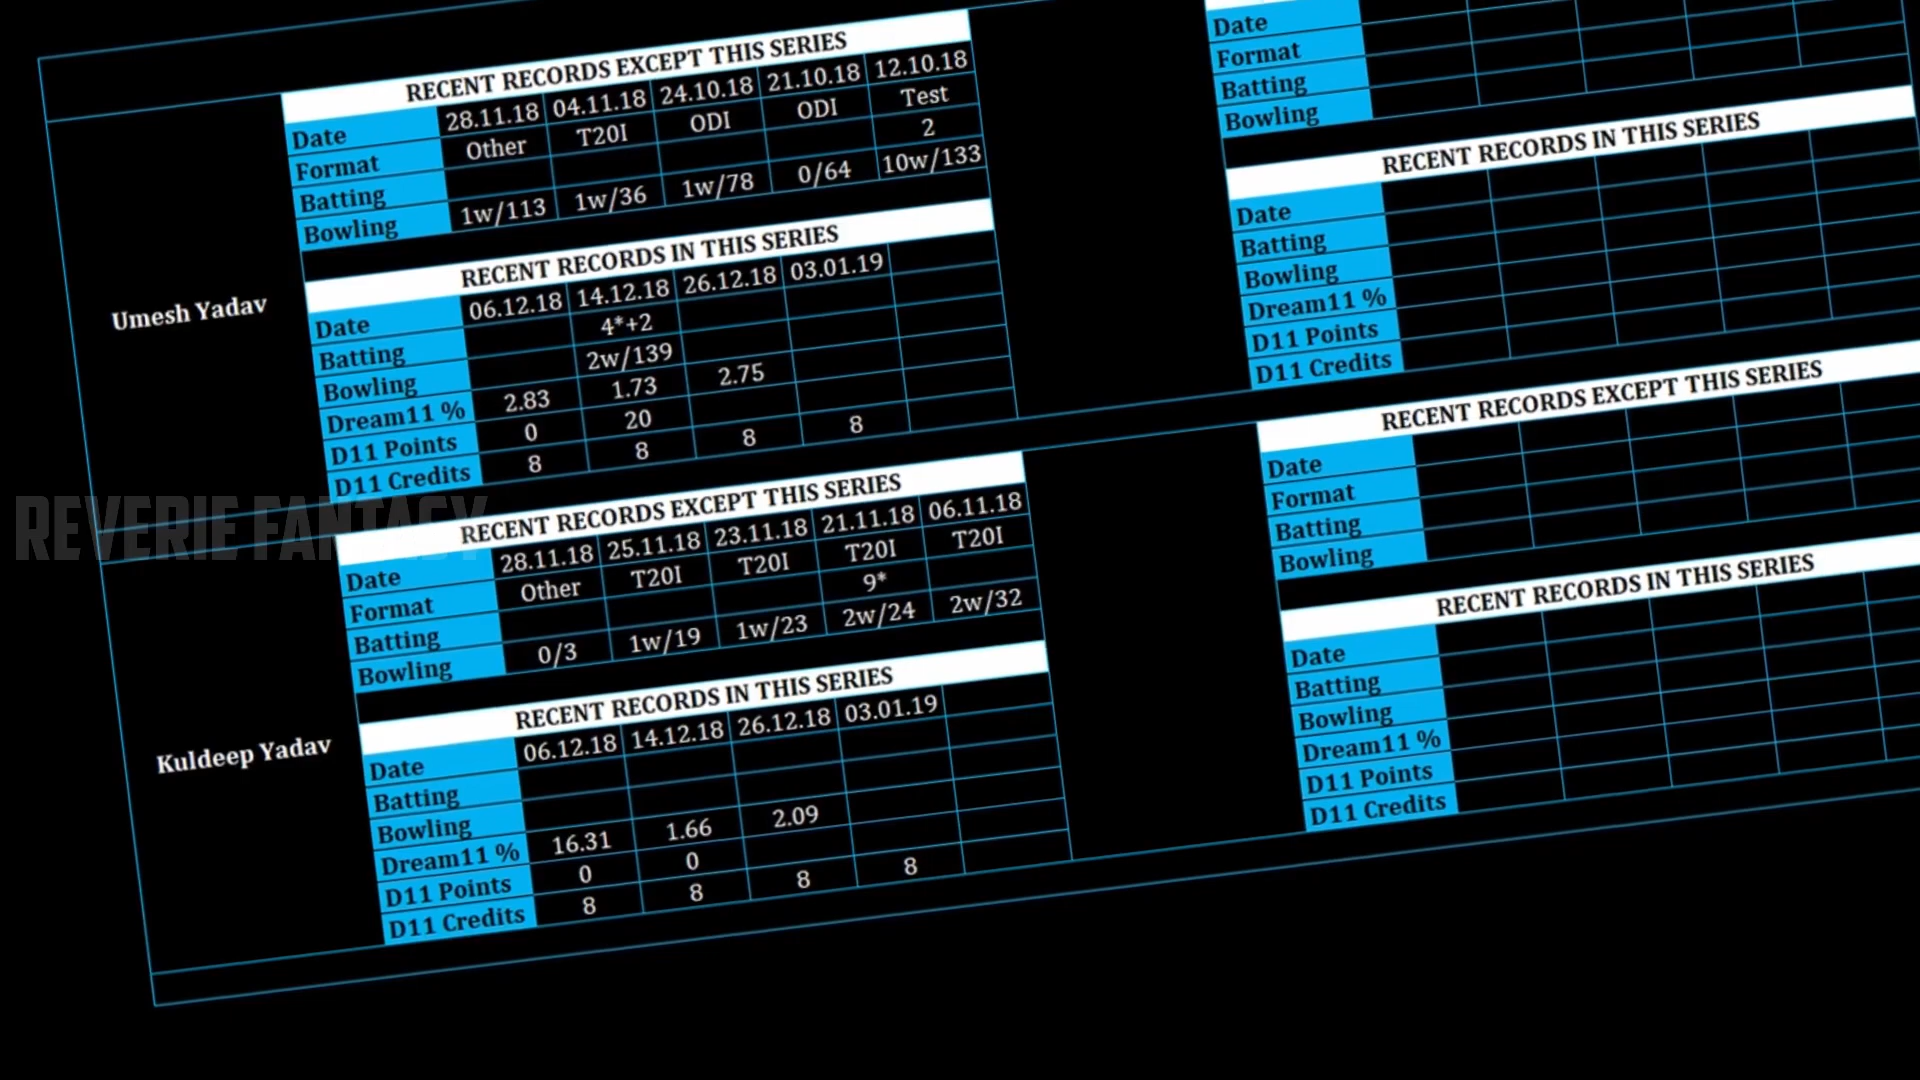 RECENT RECORDS EXCEPT THIS SERIES
Date 28.11.18 04.11.18 24.10.18 21.10.18 12.10.18
Format Other T20I ODI ODI Test
Batting 2
Bowling 1w/113 1w/36 1w/78 0/64 10w/133
Umesh Yadav
RECENT RECORDS IN THIS SERIES
Date 06.12.18 14.12.18 26.12.18 03.01.19
Batting 4*+2
Bowling 2w/139
Dream11 % 2.83 1.73 2.75
D11 Points 0 20
D11 Credits 8 8 8 8
REVERIE FANTASY
RECENT RECORDS EXCEPT THIS SERIES
Date 28.11.18 25.11.18 23.11.18 21.11.18 06.11.18
Format Other T20I T20I T20I T20I
Batting 9*
Bowling 0/3 1w/19 1w/23 2w/24 2w/32
Kuldeep Yadav
RECENT RECORDS IN THIS SERIES
Date 06.12.18 14.12.18 26.12.18 03.01.19
Batting
Bowling
Dream11 % 16.31 1.66 2.09
D11 Points 0 0
D11 Credits 8 8 8 8
Date
Format
Batting
Bowling
RECENT RECORDS IN THIS SERIES
Date
Batting
Bowling
Dream11 %
D11 Points
D11 Credits
RECENT RECORDS EXCEPT THIS SERIES
Date
Format
Batting
Bowling
RECENT RECORDS IN THIS SERIES
Date
Batting
Bowling
Dream11 %
D11 Points
D11 Credits